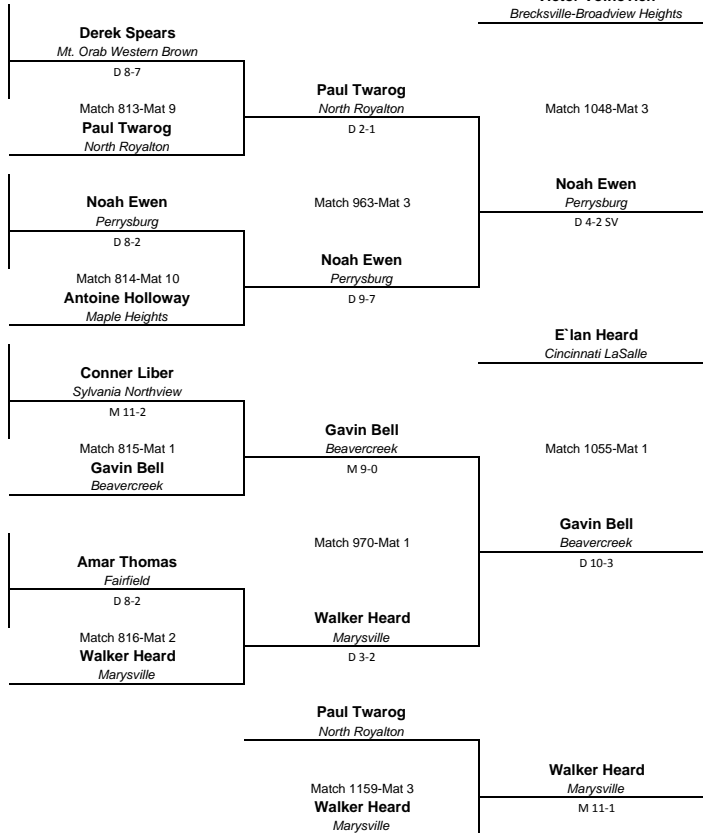 Brecksville-Broadview Heights
Derek Spears
Mt. Orab Western Brown
D 8-7
Match 813-Mat 9
Paul Twarog
North Royalton
Paul Twarog
North Royalton
D 2-1
Match 1048-Mat 3
Noah Ewen
Perrysburg
D 8-2
Match 963-Mat 3
Noah Ewen
Perrysburg
D 4-2 SV
Match 814-Mat 10
Antoine Holloway
Maple Heights
Noah Ewen
Perrysburg
D 9-7
E`lan Heard
Cincinnati LaSalle
Conner Liber
Sylvania Northview
M 11-2
Match 815-Mat 1
Gavin Bell
Beavercreek
Gavin Bell
Beavercreek
M 9-0
Match 1055-Mat 1
Match 970-Mat 1
Gavin Bell
Beavercreek
D 10-3
Amar Thomas
Fairfield
D 8-2
Match 816-Mat 2
Walker Heard
Marysville
Walker Heard
Marysville
D 3-2
Paul Twarog
North Royalton
Match 1159-Mat 3
Walker Heard
Marysville
Walker Heard
Marysville
M 11-1